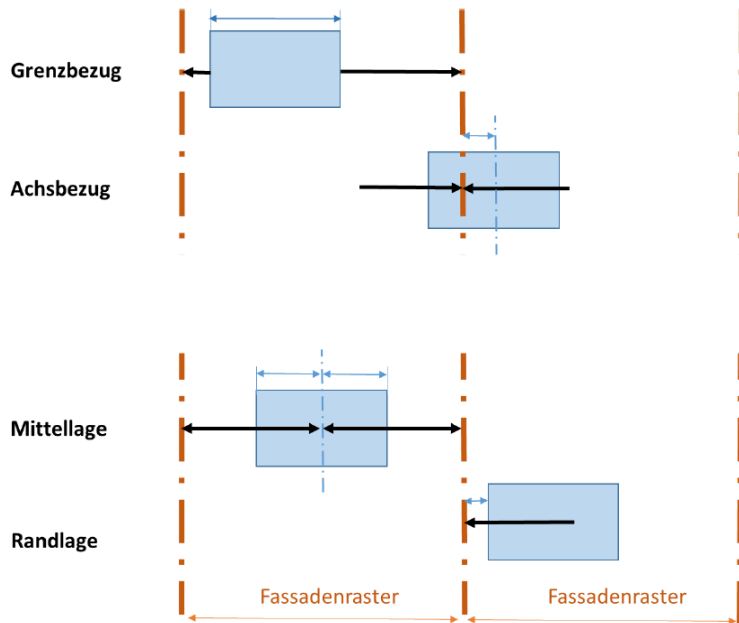 Grenzbezug
Achsbezug
Mittellage
Randlage
Fassadenraster
Fassadenraster